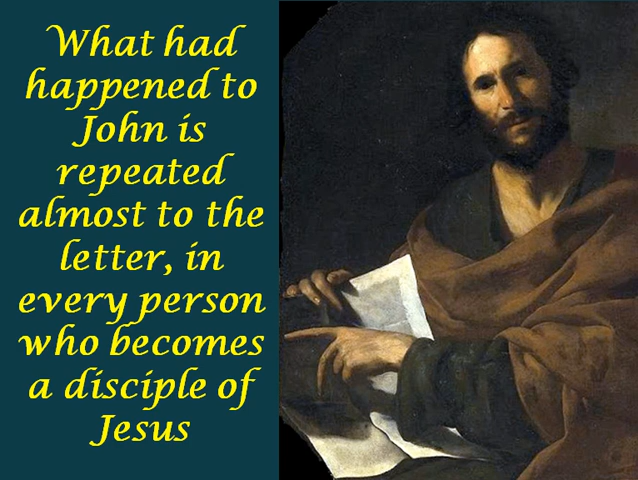 What had
happened to
John is
repeated
almost to the
letter, in
every person
who becomes
a disciple of
Jesus